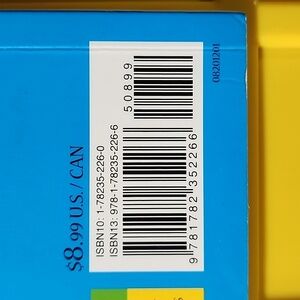 $8.99 U.S. / CAN
ISBN10: 1-78235-226-0
ISBN13: 978-1-78235-226-6
50899
9 781782 352266
08201201